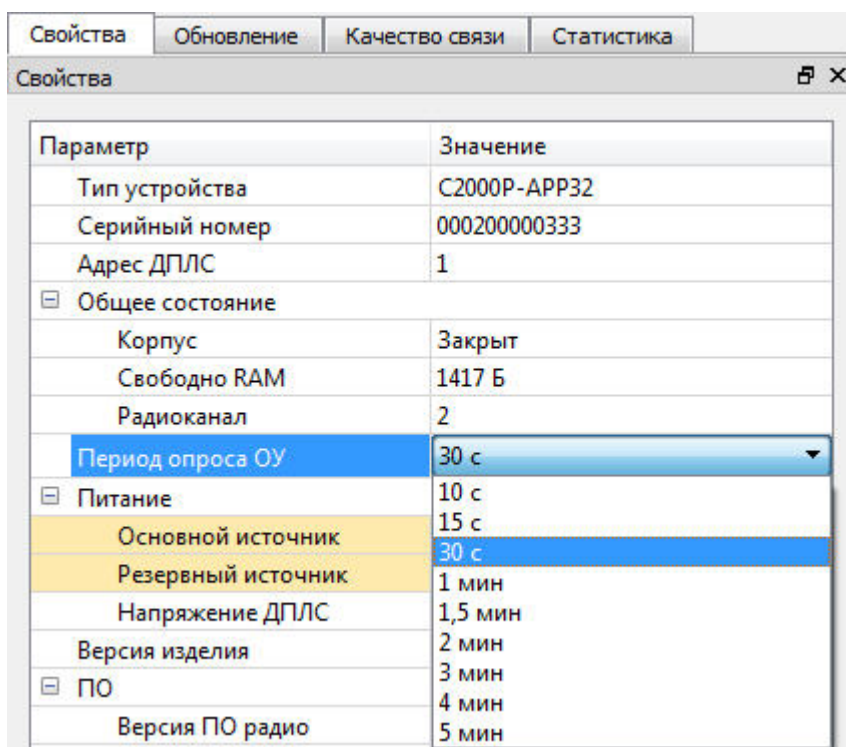 Свойства Обновление Качество связи Статистика
Свойства
Параметр Значение
Тип устройства С2000Р-АРР32
Серийный номер 000200000333
Адрес ДПЛС 1
Общее состояние
Корпус Закрыт
Свободно RAM 1417 Б
Радиоканал 2
Период опроса ОУ 30 с
10 с
Питание
15 с
Основной источник
30 с
Резервный источник
1 мин
Напряжение ДПЛС 1,5 мин
2 мин
Версия изделия
3 мин
ПО
4 мин
Версия ПО радио 5 мин